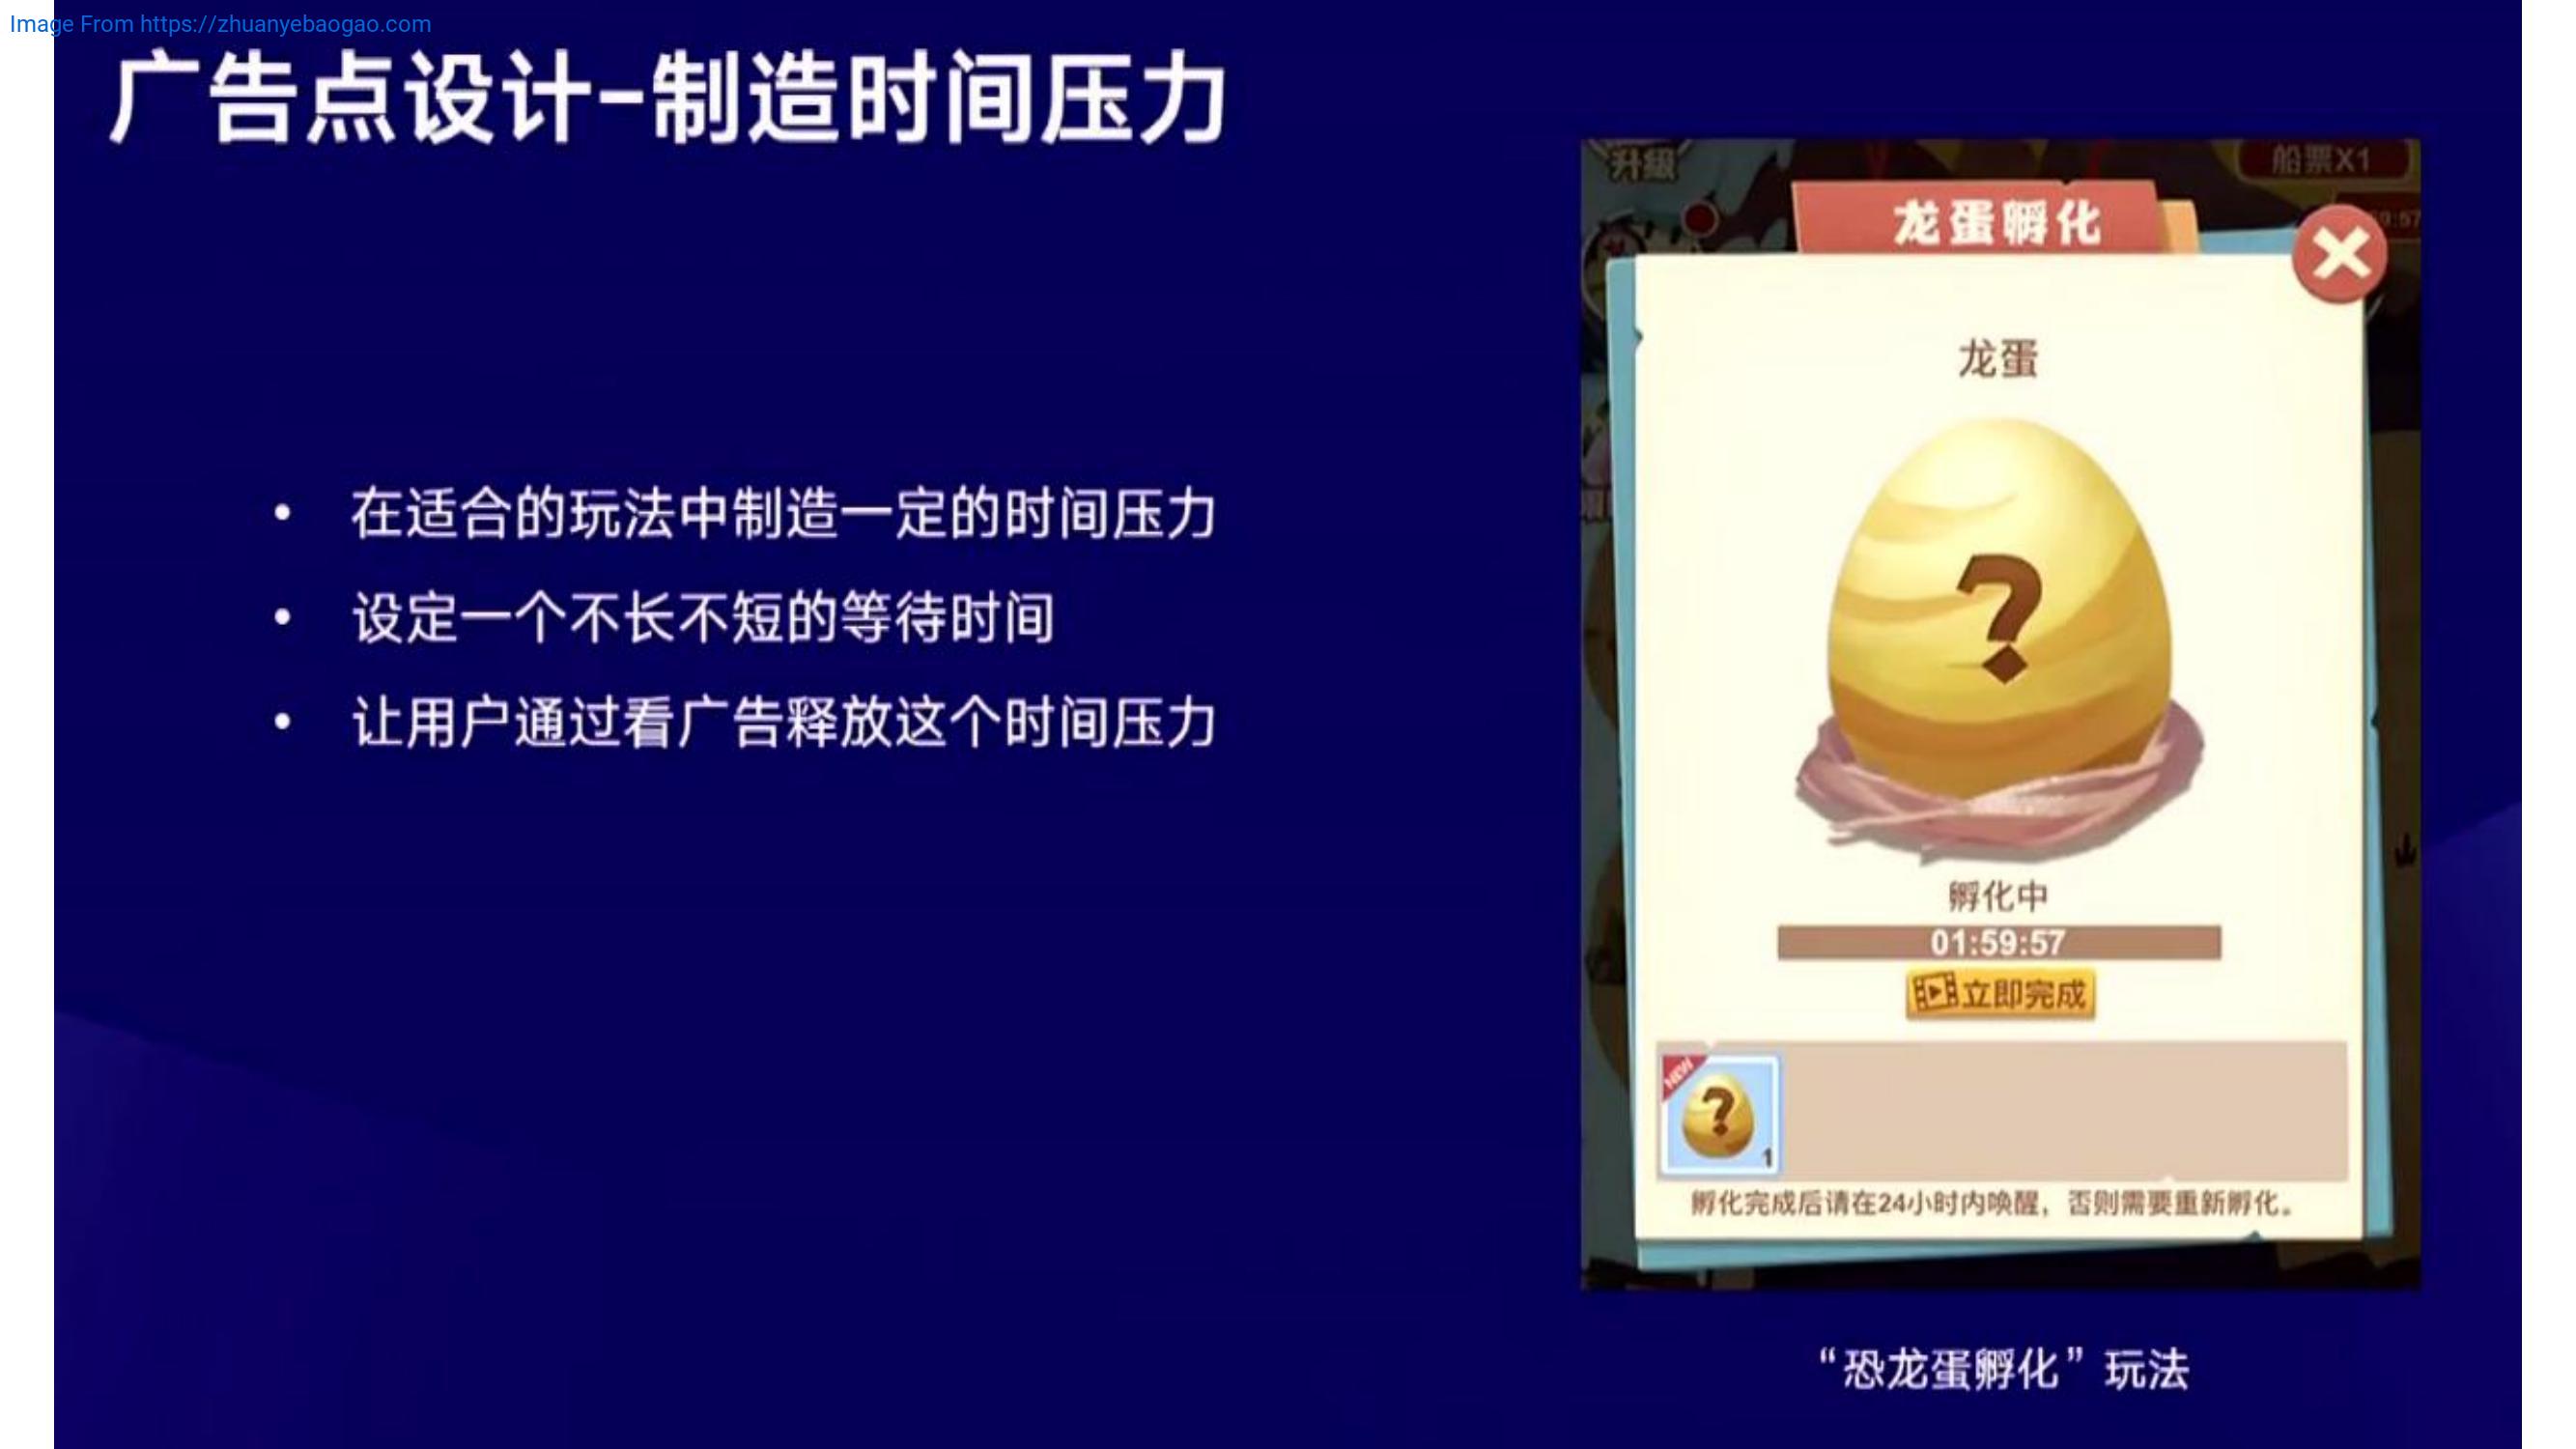 Image From https://zhuanyebaogao.com
广告点设计-制造时间压力
• 在适合的玩法中制造一定的时间压力
• 设定一个不长不短的等待时间
• 让用户通过看广告释放这个时间压力
升级
船票X1
9:57
龙蛋孵化
龙蛋
?
孵化中
01:59:57
立即完成
NEW
?
1
孵化完成后请在24小时内唤醒，否则需要重新孵化。
“恐龙蛋孵化”玩法